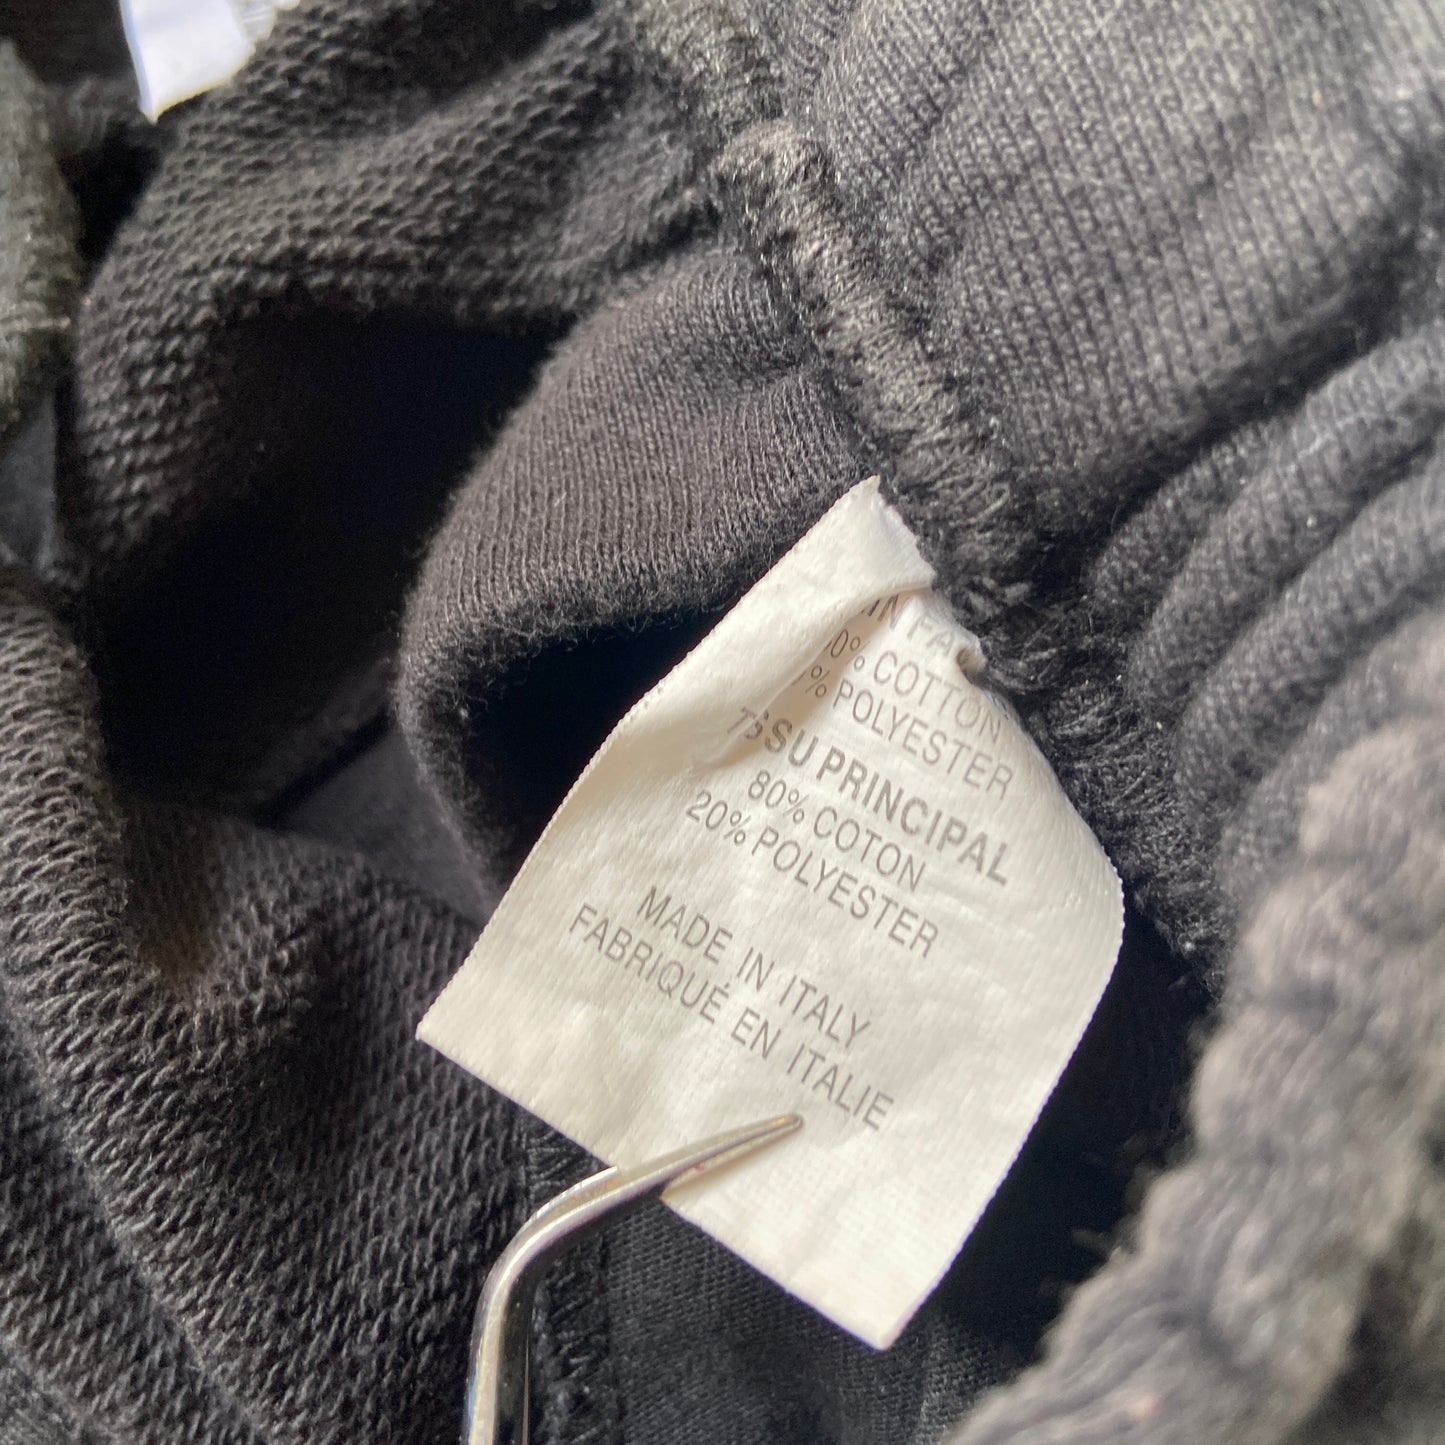 COTTON
% POLYESTER
TISSU PRINCIPAL
80% COTON
20% POLYESTER
MADE IN ITALY
FABRIQUÉ EN ITALIE